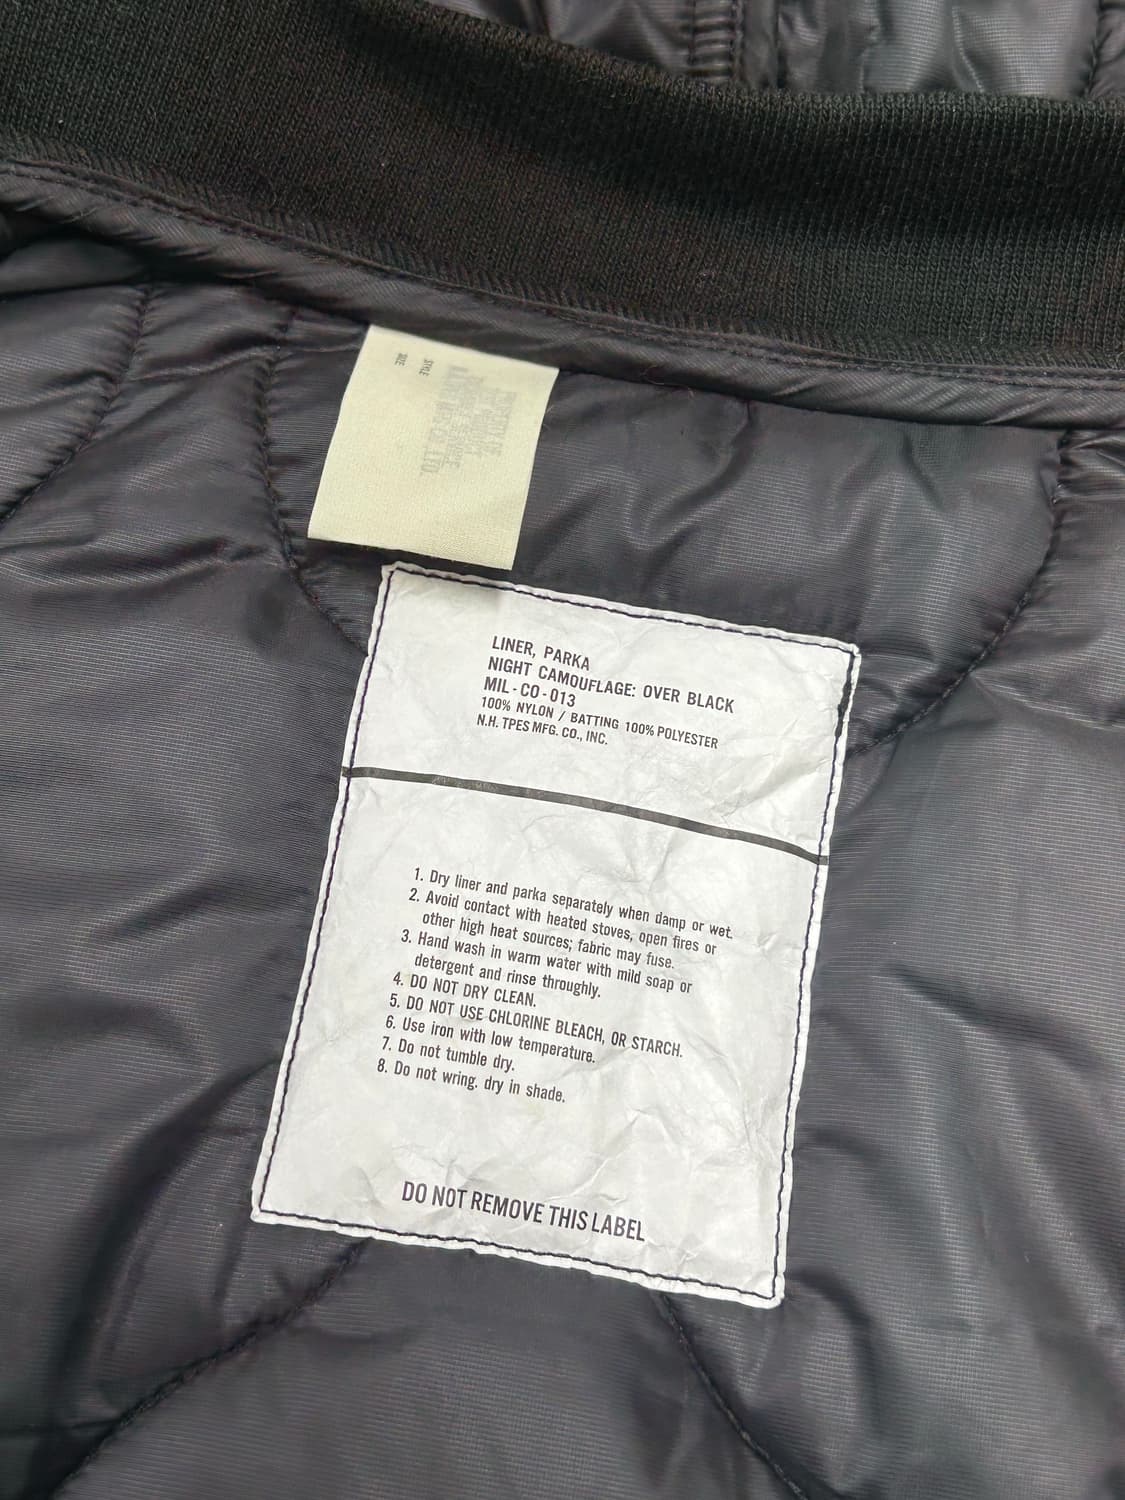 SIZE
STYLE
LINER, PARKA
NIGHT CAMOUFLAGE: OVER BLACK
MIL-CO-013
100% NYLON / BATTING 100% POLYESTER
N.H. TPES MFG. CO., INC.
1. Dry liner and parka separately when damp or wet.
2. Avoid contact with heated stoves, open fires or
other high heat sources; fabric may fuse.
3. Hand wash in warm water with mild soap or
detergent and rinse throughly.
4. DO NOT DRY CLEAN.
5. DO NOT USE CHLORINE BLEACH, OR STARCH.
6. Use iron with low temperature.
7. Do not tumble dry.
8. Do not wring. dry in shade.
DO NOT REMOVE THIS LABEL